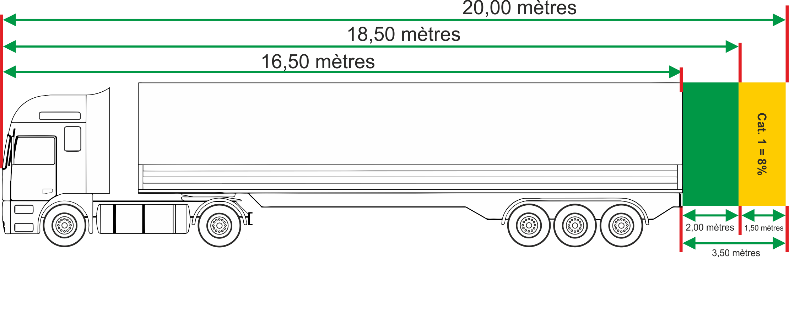 20,00 mètres
18,50 mètres
16,50 mètres
Cat. 1 = 8%
2,00 mètres
1,50 mètres
3,50 mètres